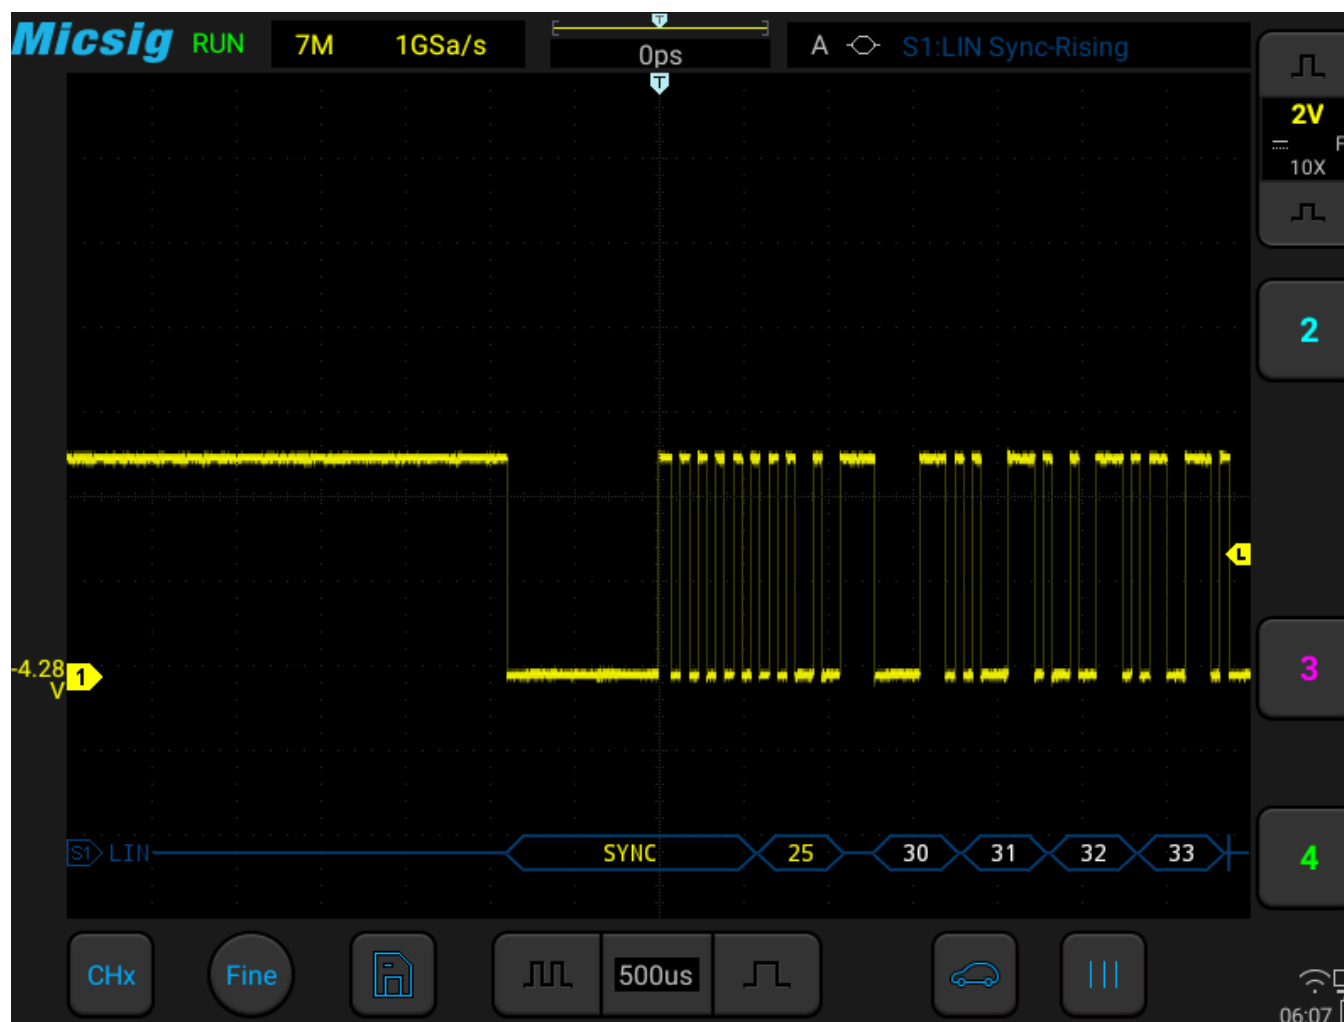 Micsig RUN 7M 1GSa/s 0ps A S1:LIN Sync-Rising
T
T
2V
F
10X
2
L
-4.28
V
1
3
S1 LIN SYNC 25 30 31 32 33
4
CHx Fine 500us
06:07